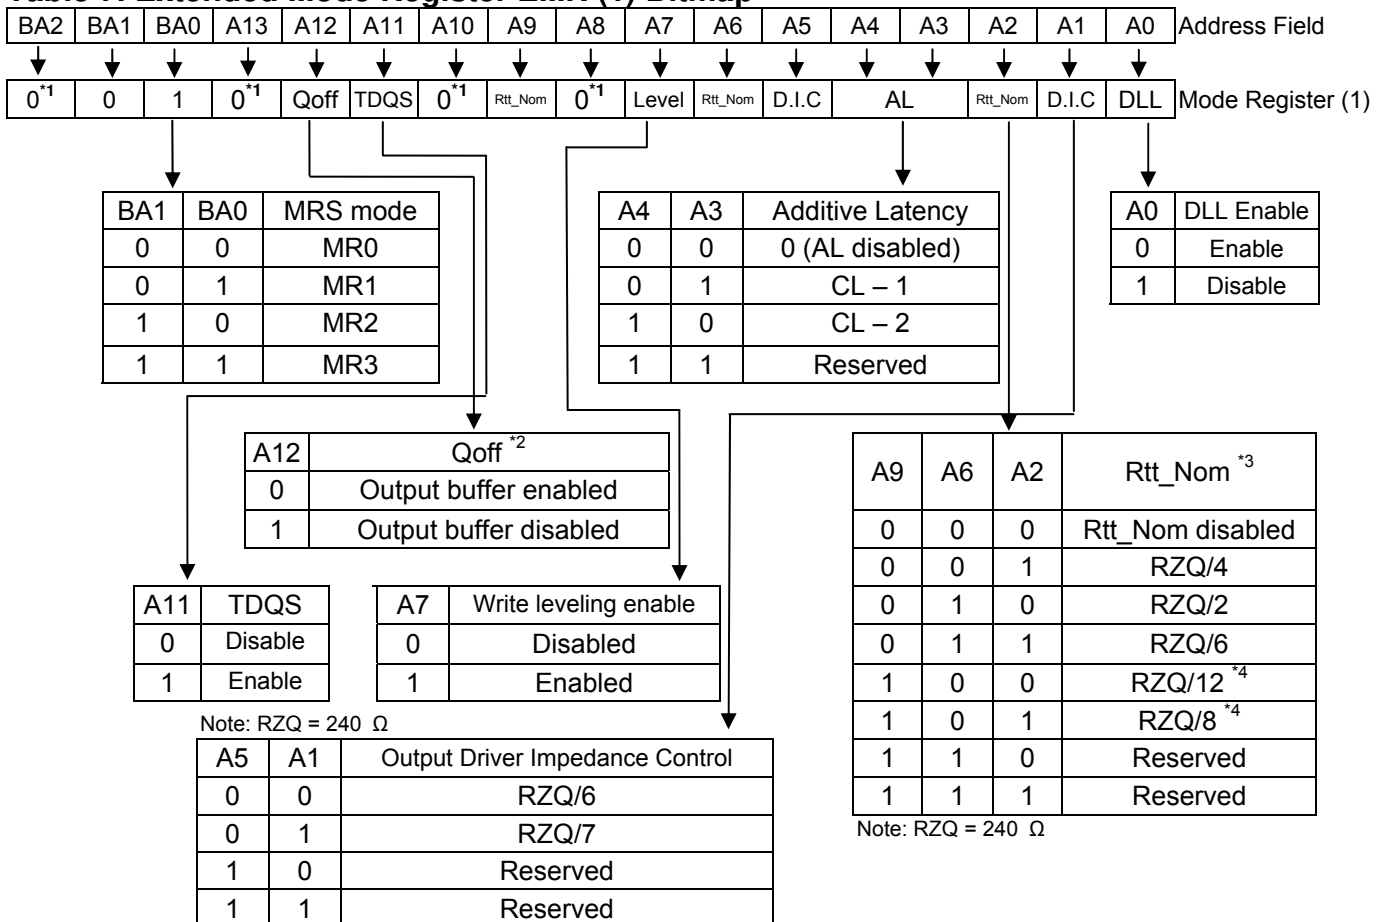 Table 7. Extended Mode Register EMR (1) Bitmap
BA2 BA1 BA0 A13 A12 A11 A10 A9 A8 A7 A6 A5 A4 A3 A2 A1 A0 Address Field
0*1 0 1 0*1 Qoff TDQS 0*1 Rtt_Nom 0*1 Level Rtt_Nom D.I.C AL Rtt_Nom D.I.C DLL Mode Register (1)
BA1 BA0 MRS mode
0 0 MR0
0 1 MR1
1 0 MR2
1 1 MR3
A4 A3 Additive Latency
0 0 0 (AL disabled)
0 1 CL – 1
1 0 CL – 2
1 1 Reserved
A0 DLL Enable
0 Enable
1 Disable
A12 Qoff *2
0 Output buffer enabled
1 Output buffer disabled
A9 A6 A2 Rtt_Nom *3
0 0 0 Rtt_Nom disabled
0 0 1 RZQ/4
0 1 0 RZQ/2
0 1 1 RZQ/6
1 0 0 RZQ/12 *4
1 0 1 RZQ/8 *4
1 1 0 Reserved
1 1 1 Reserved
Note: RZQ = 240 Ω
A11 TDQS
0 Disable
1 Enable
A7 Write leveling enable
0 Disabled
1 Enabled
Note: RZQ = 240 Ω
A5 A1 Output Driver Impedance Control
0 0 RZQ/6
0 1 RZQ/7
1 0 Reserved
1 1 Reserved